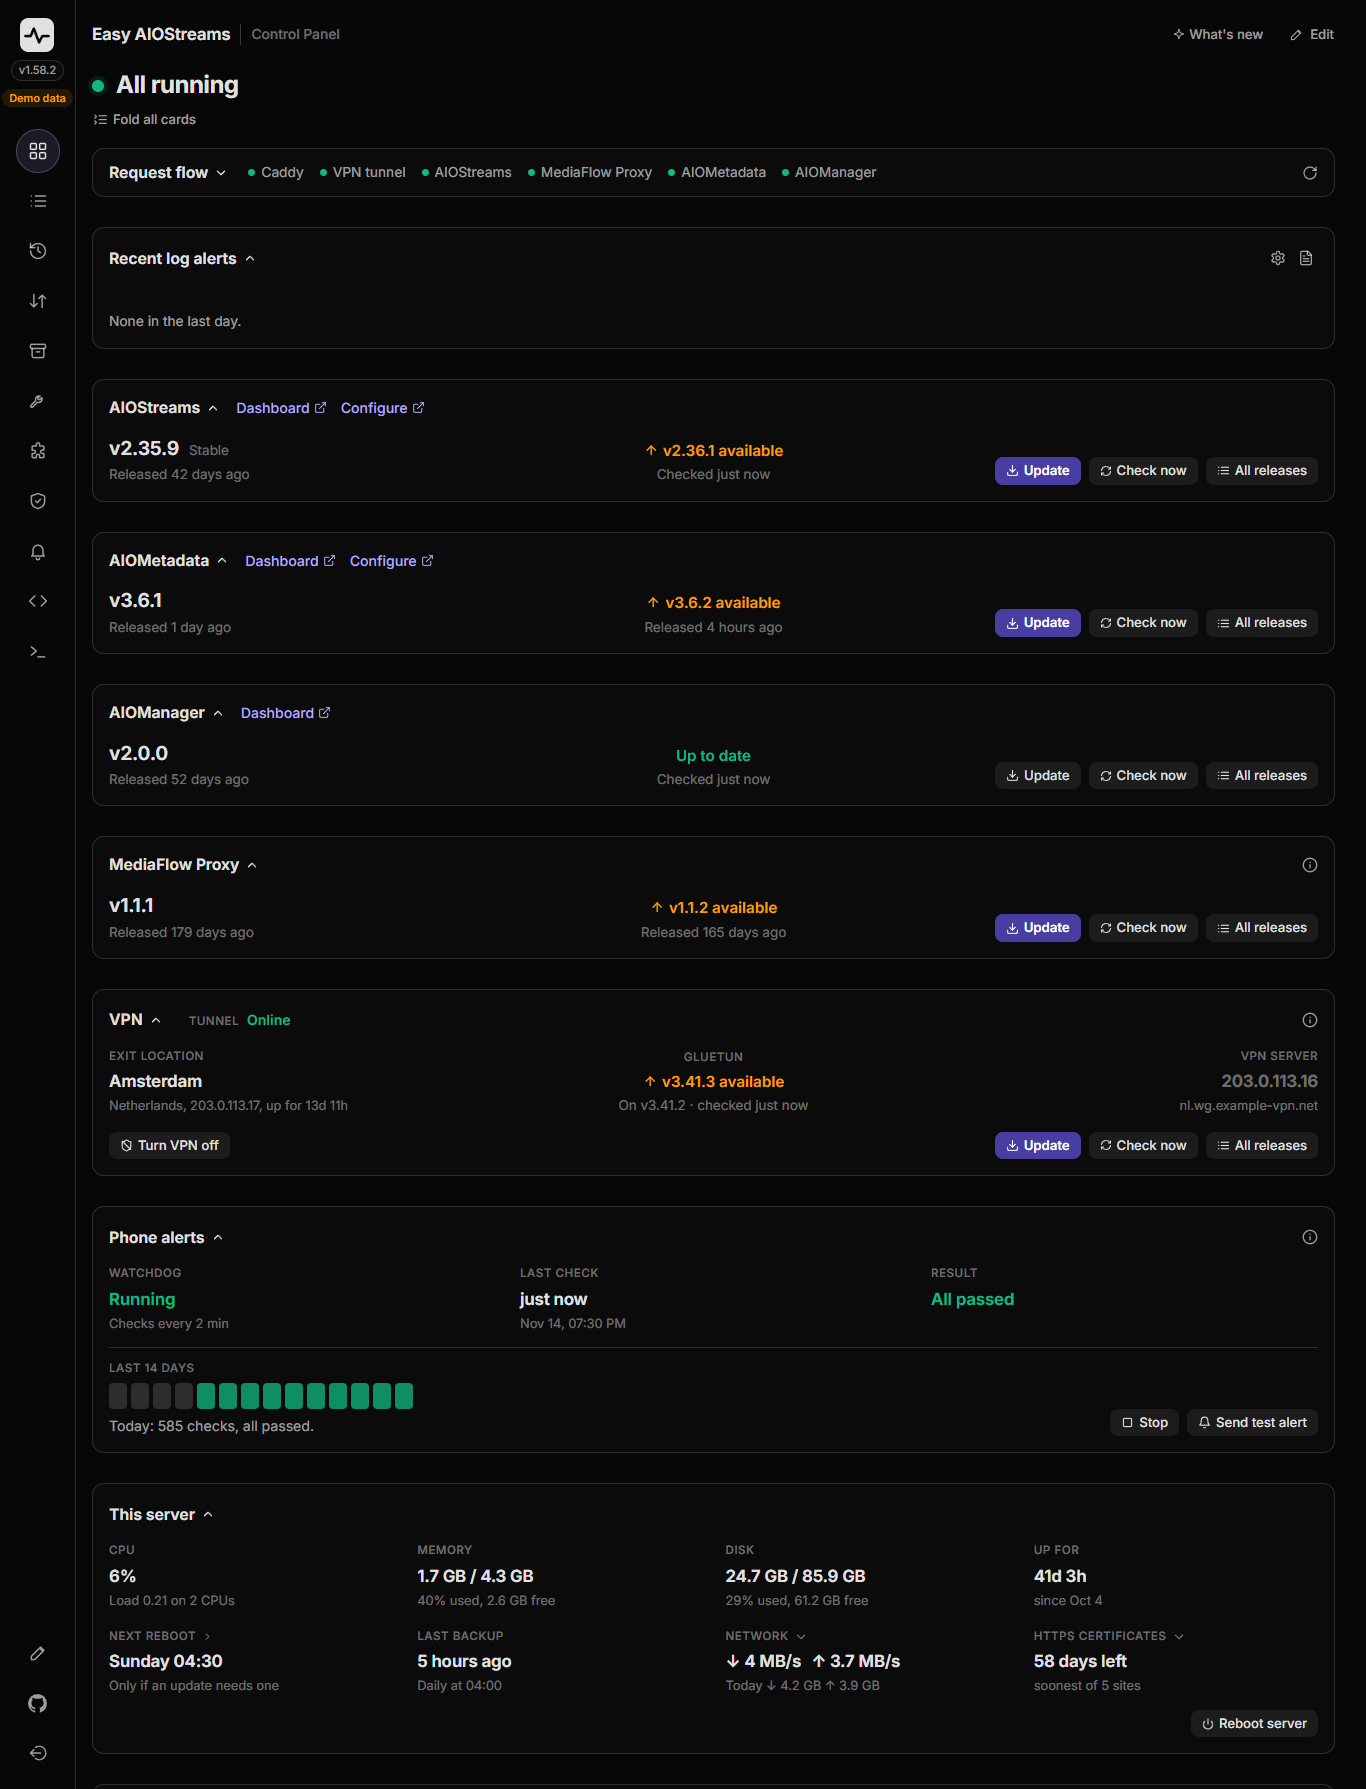 Easy AIOStreams
Control Panel
What's new
Edit
v1.58.2
Demo data
All running
Fold all cards
Request flow
Caddy
VPN tunnel
AIOStreams
MediaFlow Proxy
AIOMetadata
AIOManager
Recent log alerts
None in the last day.
AIOStreams
Dashboard
Configure
v2.35.9 Stable
Released 42 days ago
v2.36.1 available
Checked just now
Update
Check now
All releases
AIOMetadata
Dashboard
Configure
v3.6.1
Released 1 day ago
v3.6.2 available
Released 4 hours ago
Update
Check now
All releases
AIOManager
Dashboard
v2.0.0
Released 52 days ago
Up to date
Checked just now
Update
Check now
All releases
MediaFlow Proxy
v1.1.1
Released 179 days ago
v1.1.2 available
Released 165 days ago
Update
Check now
All releases
VPN
TUNNEL Online
EXIT LOCATION
Amsterdam
Netherlands, 203.0.113.17, up for 13d 11h
GLUETUN
v3.41.3 available
On v3.41.2 · checked just now
VPN SERVER
203.0.113.16
nl.wg.example-vpn.net
Turn VPN off
Update
Check now
All releases
Phone alerts
WATCHDOG
Running
Checks every 2 min
LAST CHECK
just now
Nov 14, 07:30 PM
RESULT
All passed
LAST 14 DAYS
Today: 585 checks, all passed.
Stop
Send test alert
This server
CPU
6%
Load 0.21 on 2 CPUs
MEMORY
1.7 GB / 4.3 GB
40% used, 2.6 GB free
DISK
24.7 GB / 85.9 GB
29% used, 61.2 GB free
UP FOR
41d 3h
since Oct 4
NEXT REBOOT
Sunday 04:30
Only if an update needs one
LAST BACKUP
5 hours ago
Daily at 04:00
NETWORK
↓ 4 MB/s ↑ 3.7 MB/s
Today ↓ 4.2 GB ↑ 3.9 GB
HTTPS CERTIFICATES
58 days left
soonest of 5 sites
Reboot server